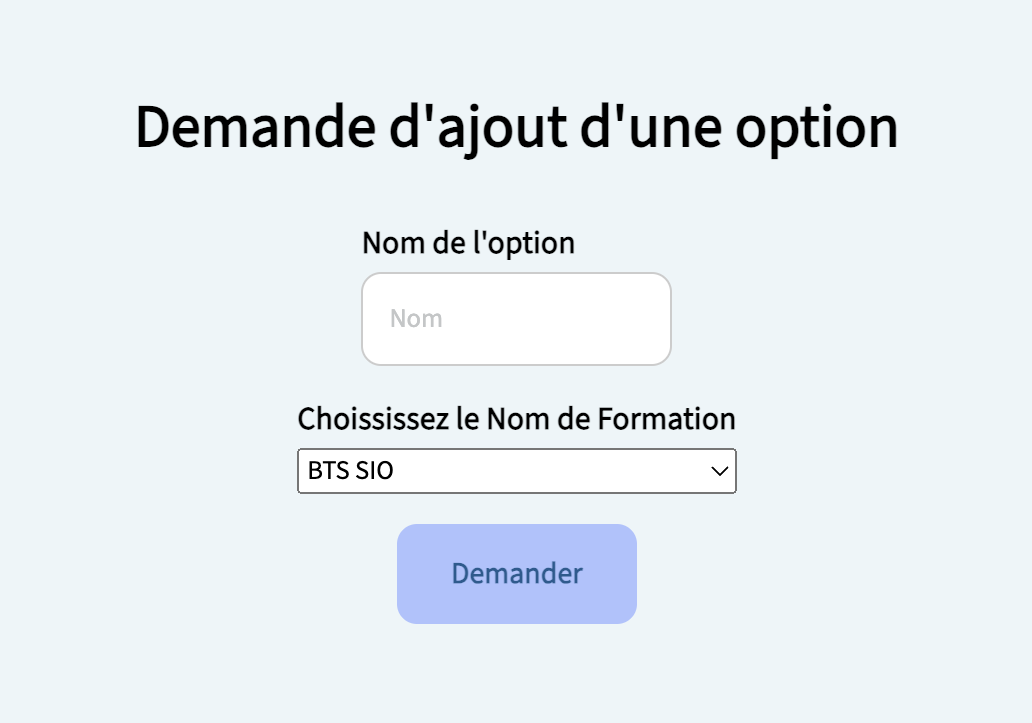 Demande d'ajout d'une option
Nom de l'option
Nom
Choississez le Nom de Formation
BTS SIO
Demander